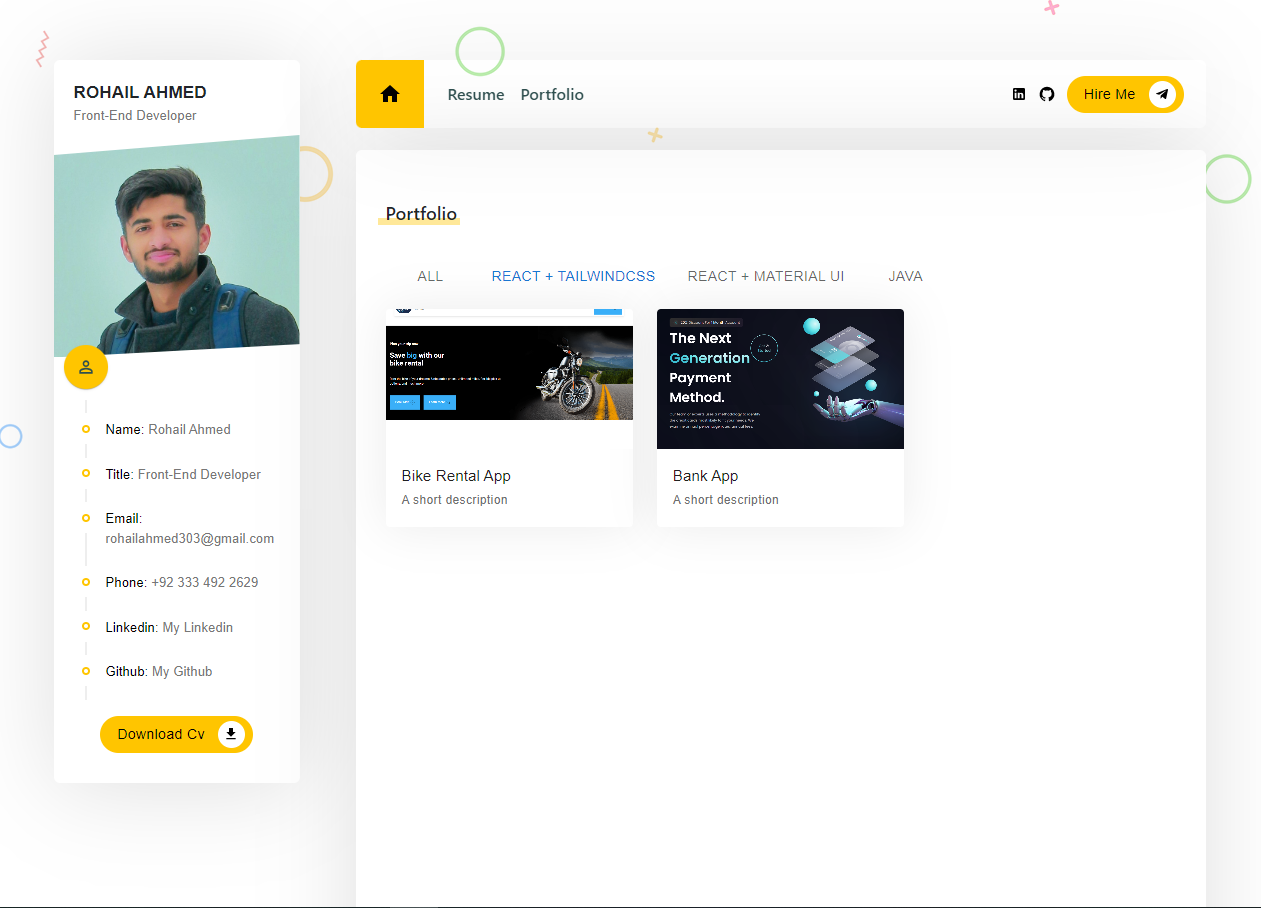 ROHAIL AHMED
Front-End Developer
Name: Rohail Ahmed
Title: Front-End Developer
Email:
rohailahmed303@gmail.com
Phone: +92 333 492 2629
Linkedin: My Linkedin
Github: My Github
Download Cv
Resume Portfolio
Hire Me
Portfolio
ALL REACT + TAILWINDCSS REACT + MATERIAL UI JAVA
Save big with our
bike rental
Bike Rental App
A short description
The Next
Generation
Payment
Method.
Bank App
A short description